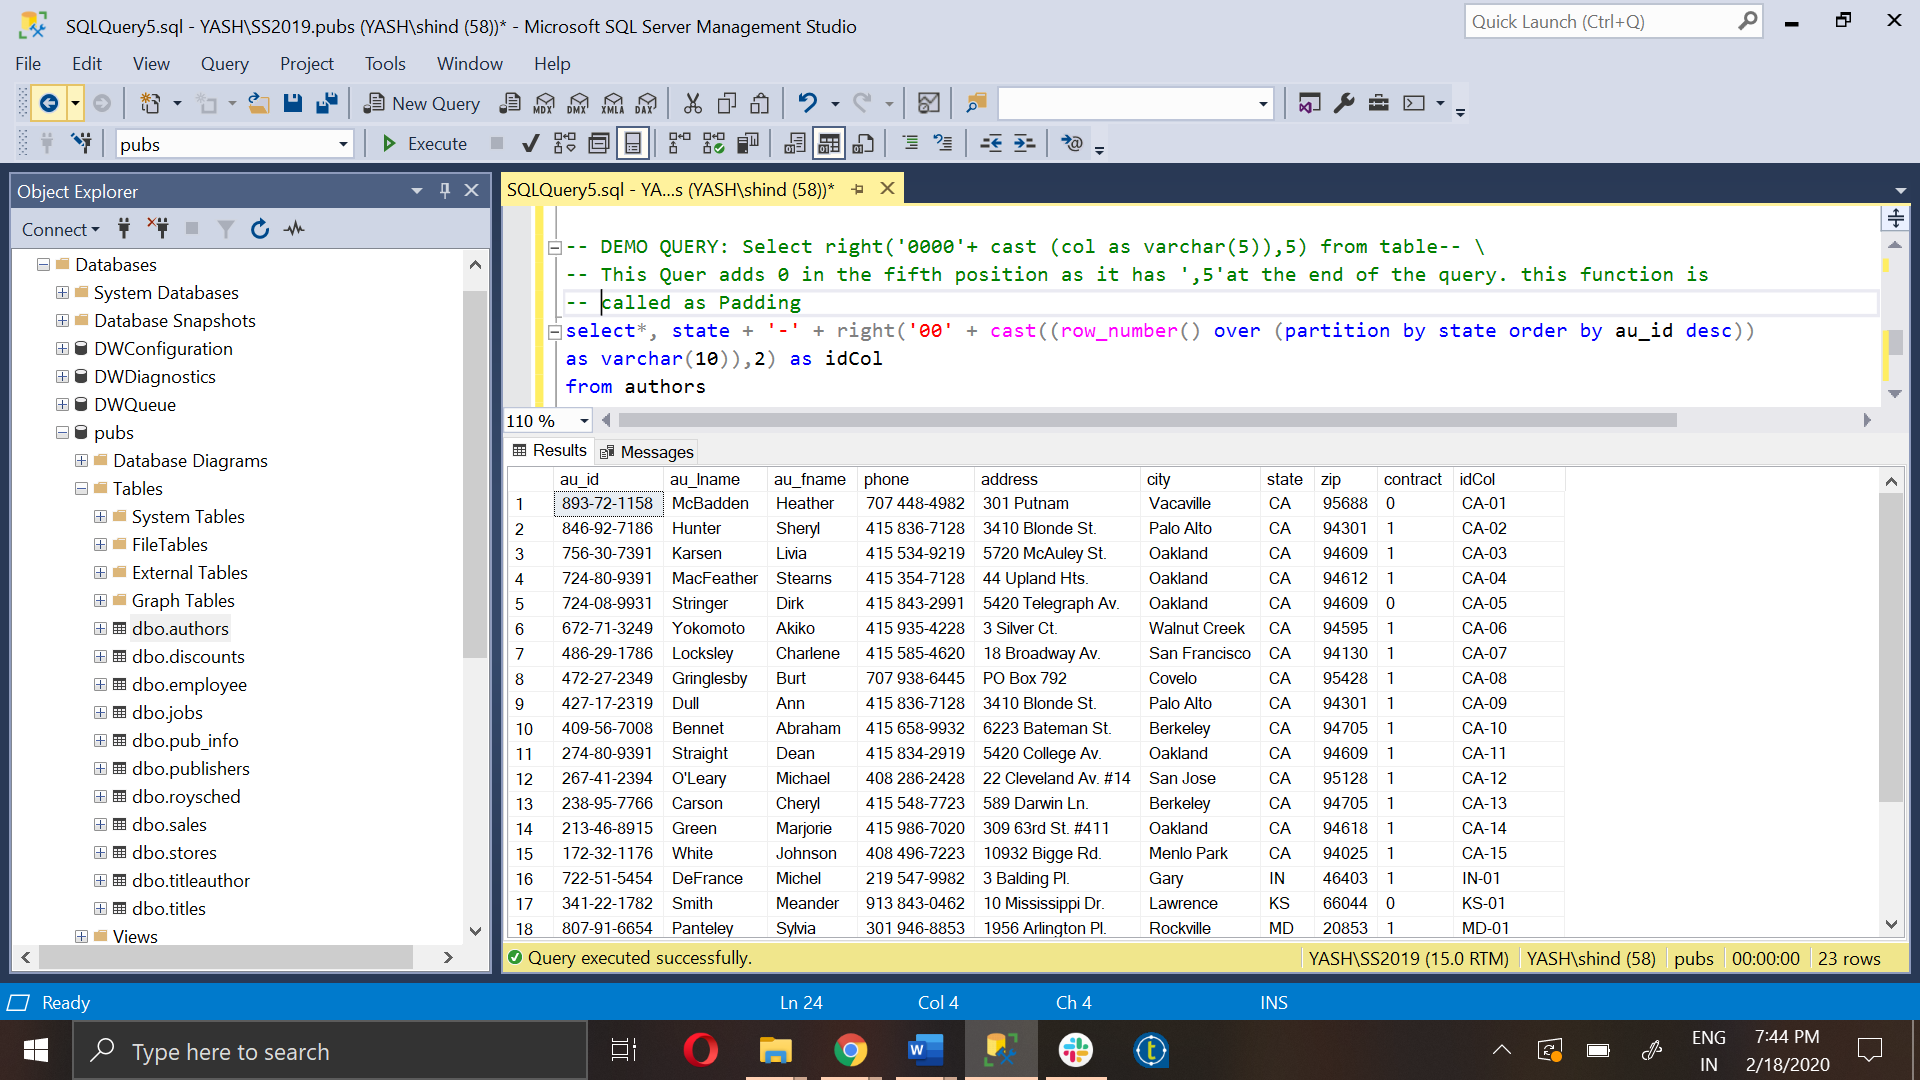 SQLQuery5.sql - YASH\SS2019.pubs (YASH\shind (58))* - Microsoft SQL Server Management Studio
Quick Launch (Ctrl+Q)
File Edit View Query Project Tools Window Help
New Query MDX DMX XMLA DAX
pubs Execute
Object Explorer
Connect
Databases
System Databases
Database Snapshots
DWConfiguration
DWDiagnostics
DWQueue
pubs
Database Diagrams
Tables
System Tables
FileTables
External Tables
Graph Tables
dbo.authors
dbo.discounts
dbo.employee
dbo.jobs
dbo.pub_info
dbo.publishers
dbo.roysched
dbo.sales
dbo.stores
dbo.titleauthor
dbo.titles
Views
SQLQuery5.sql - YA...s (YASH\shind (58))*
-- DEMO QUERY: Select right('0000'+ cast (col as varchar(5)),5) from table-- \
-- This Quer adds 0 in the fifth position as it has ',5'at the end of the query. this function is
-- called as Padding
select*, state + '-' + right('00' + cast((row_number() over (partition by state order by au_id desc))
as varchar(10)),2) as idCol
from authors
110 %
Results Messages
au_id au_lname au_fname phone address city state zip contract idCol
1 893-72-1158 McBadden Heather 707 448-4982 301 Putnam Vacaville CA 95688 0 CA-01
2 846-92-7186 Hunter Sheryl 415 836-7128 3410 Blonde St. Palo Alto CA 94301 1 CA-02
3 756-30-7391 Karsen Livia 415 534-9219 5720 McAuley St. Oakland CA 94609 1 CA-03
4 724-80-9391 MacFeather Stearns 415 354-7128 44 Upland Hts. Oakland CA 94612 1 CA-04
5 724-08-9931 Stringer Dirk 415 843-2991 5420 Telegraph Av. Oakland CA 94609 0 CA-05
6 672-71-3249 Yokomoto Akiko 415 935-4228 3 Silver Ct. Walnut Creek CA 94595 1 CA-06
7 486-29-1786 Locksley Charlene 415 585-4620 18 Broadway Av. San Francisco CA 94130 1 CA-07
8 472-27-2349 Gringlesby Burt 707 938-6445 PO Box 792 Covelo CA 95428 1 CA-08
9 427-17-2319 Dull Ann 415 836-7128 3410 Blonde St. Palo Alto CA 94301 1 CA-09
10 409-56-7008 Bennet Abraham 415 658-9932 6223 Bateman St. Berkeley CA 94705 1 CA-10
11 274-80-9391 Straight Dean 415 834-2919 5420 College Av. Oakland CA 94609 1 CA-11
12 267-41-2394 O'Leary Michael 408 286-2428 22 Cleveland Av. #14 San Jose CA 95128 1 CA-12
13 238-95-7766 Carson Cheryl 415 548-7723 589 Darwin Ln. Berkeley CA 94705 1 CA-13
14 213-46-8915 Green Marjorie 415 986-7020 309 63rd St. #411 Oakland CA 94618 1 CA-14
15 172-32-1176 White Johnson 408 496-7223 10932 Bigge Rd. Menlo Park CA 94025 1 CA-15
16 722-51-5454 DeFrance Michel 219 547-9982 3 Balding Pl. Gary IN 46403 1 IN-01
17 341-22-1782 Smith Meander 913 843-0462 10 Mississippi Dr. Lawrence KS 66044 0 KS-01
18 807-91-6654 Panteley Sylvia 301 946-8853 1956 Arlington Pl. Rockville MD 20853 1 MD-01
Query executed successfully. YASH\SS2019 (15.0 RTM) YASH\shind (58) pubs 00:00:00 23 rows
Ready Ln 24 Col 4 Ch 4 INS
Type here to search
ENG
IN
7:44 PM
2/18/2020